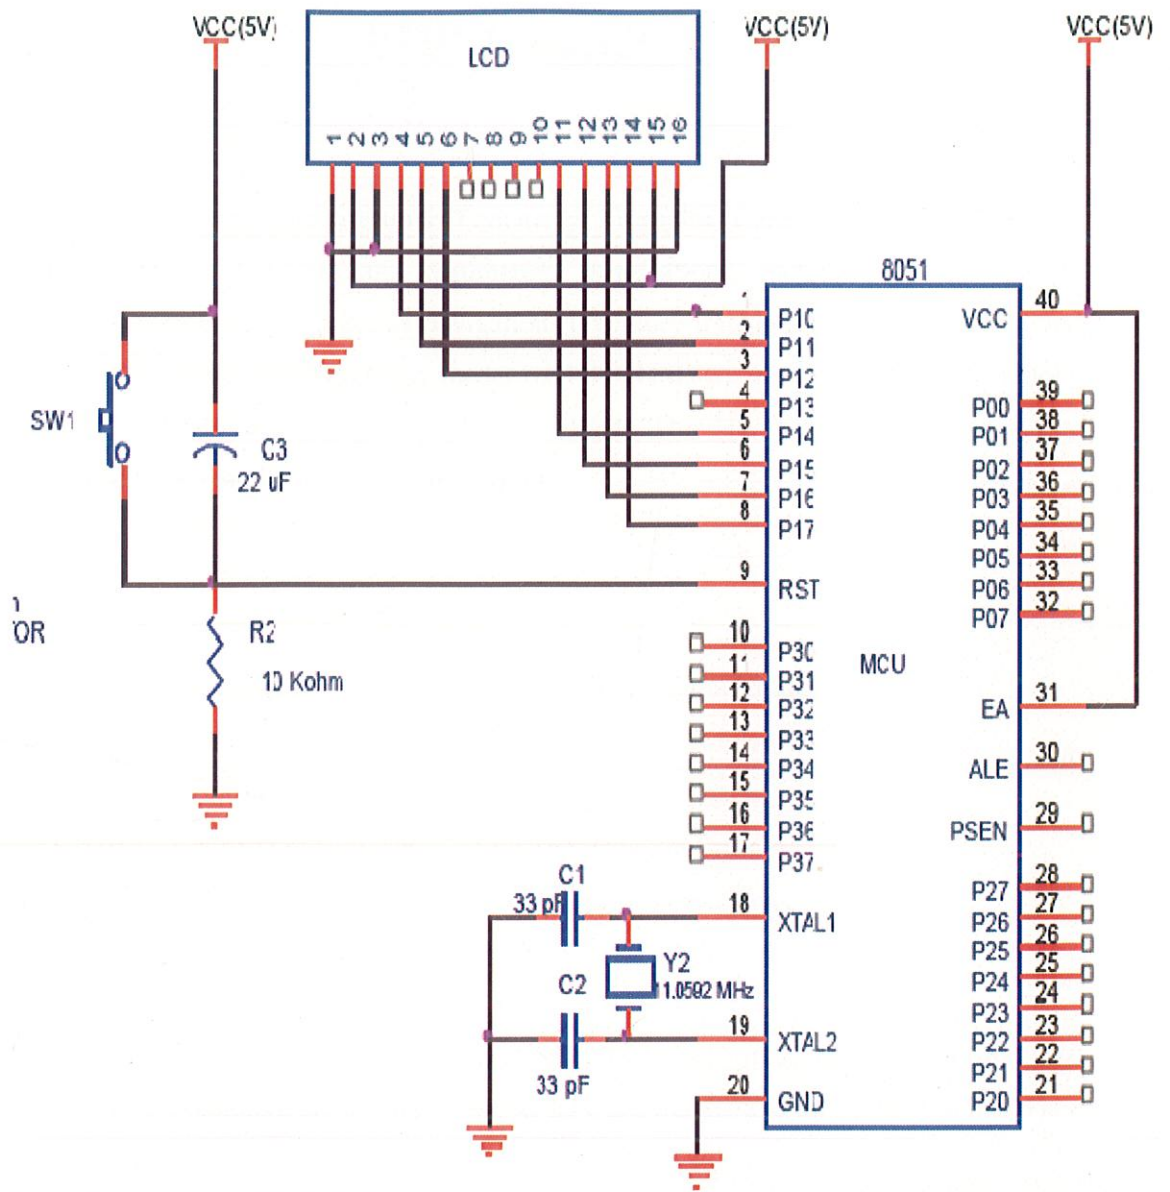 VCC(5V)
VCC(5V)
VCC(5V)
LCD
1 2 3 4 5 6 7 8 9 10 11 12 13 14 15 16
8051
MCU
1 P10
2 P11
3 P12
4 P13
5 P14
6 P15
7 P16
8 P17
9 RST
10 P30
11 P31
12 P32
13 P33
14 P34
15 P35
16 P36
17 P37
18 XTAL1
19 XTAL2
20 GND
VCC 40
P00 39
P01 38
P02 37
P03 36
P04 35
P05 34
P06 33
P07 32
EA 31
ALE 30
PSEN 29
P27 28
P26 27
P25 26
P24 25
P23 24
P22 23
P21 22
P20 21
SW1
C3
22 uF
OR
R2
10 Kohm
C1
33 pF
Y2
11.0592 MHz
C2
33 pF